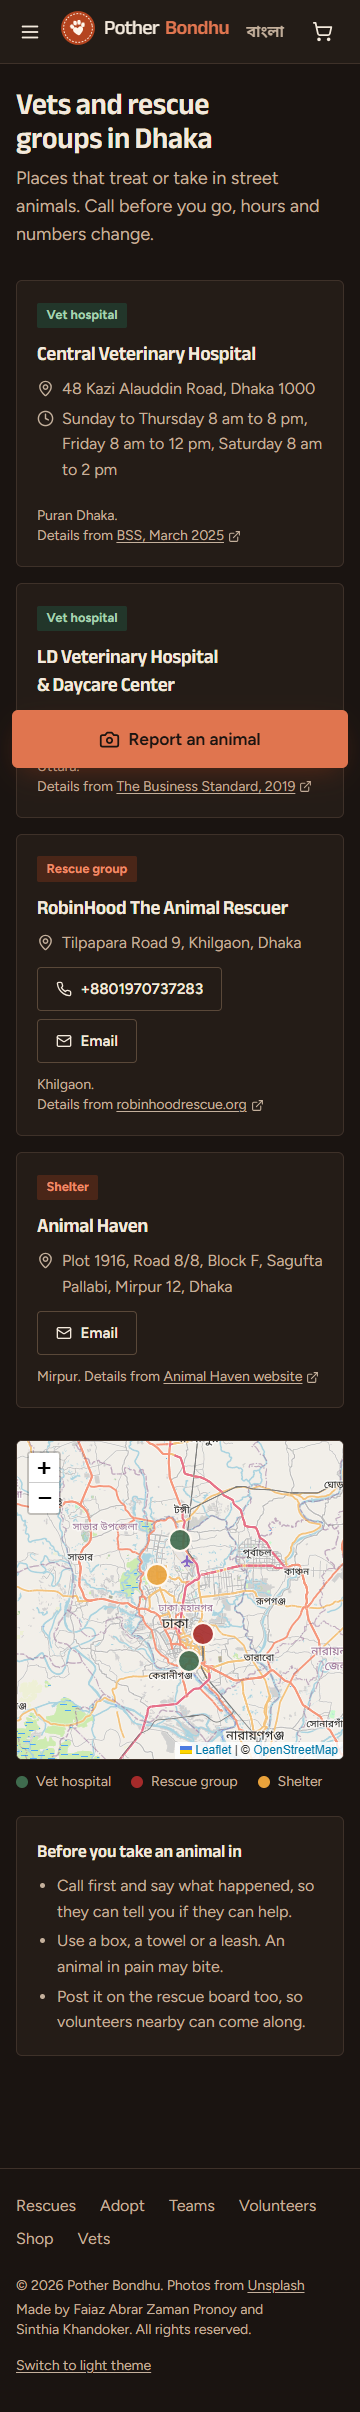 Pother Bondhu
বাংলা
Vets and rescue
groups in Dhaka
Places that treat or take in street
animals. Call before you go, hours and
numbers change.
Vet hospital
Central Veterinary Hospital
48 Kazi Alauddin Road, Dhaka 1000
Sunday to Thursday 8 am to 8 pm,
Friday 8 am to 12 pm, Saturday 8 am
to 2 pm
Puran Dhaka.
Details from BSS, March 2025
Vet hospital
LD Veterinary Hospital
& Daycare Center
Report an animal
Uttara.
Details from The Business Standard, 2019
Rescue group
RobinHood The Animal Rescuer
Tilpapara Road 9, Khilgaon, Dhaka
+8801970737283
Email
Khilgaon.
Details from robinhoodrescue.org
Shelter
Animal Haven
Plot 1916, Road 8/8, Block F, Sagufta
Pallabi, Mirpur 12, Dhaka
Email
Mirpur. Details from Animal Haven website
+
−
টঙ্গী
সাভার উপজেলা
সাভার
পূর্বাচল
কাঞ্চন
রূপগঞ্জ
ঢাকা মহানগর
ঢাকা
তারাবো
কেরানীগঞ্জ
নারায়ণগঞ্জ
Leaflet | © OpenStreetMap
Vet hospital
Rescue group
Shelter
Before you take an animal in
• Call first and say what happened, so
they can tell you if they can help.
• Use a box, a towel or a leash. An
animal in pain may bite.
• Post it on the rescue board too, so
volunteers nearby can come along.
Rescues Adopt Teams Volunteers
Shop Vets
© 2026 Pother Bondhu. Photos from Unsplash
Made by Faiaz Abrar Zaman Pronoy and
Sinthia Khandoker. All rights reserved.
Switch to light theme